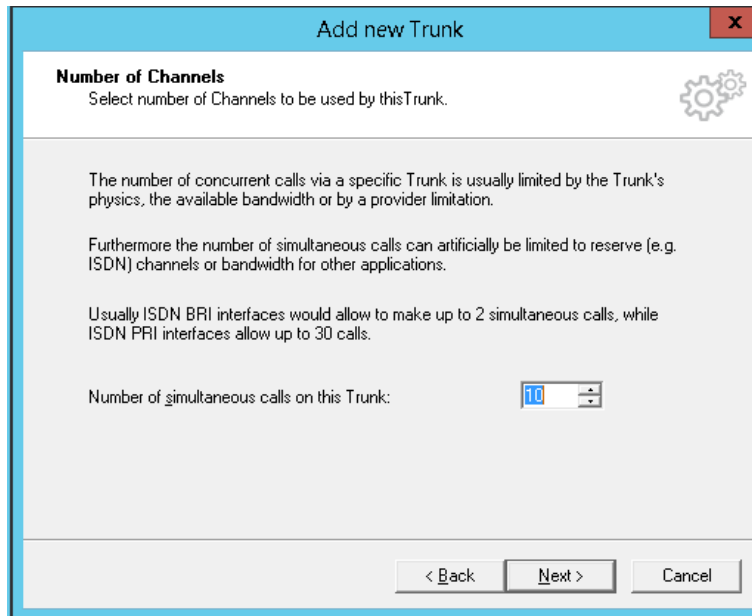 Add new Trunk
x
Number of Channels
Select number of Channels to be used by thisTrunk.
The number of concurrent calls via a specific Trunk is usually limited by the Trunk's
physics, the available bandwidth or by a provider limitation.
Furthermore the number of simultaneous calls can artificially be limited to reserve (e.g.
ISDN) channels or bandwidth for other applications.
Usually ISDN BRI interfaces would allow to make up to 2 simultaneous calls, while
ISDN PRI interfaces allow up to 30 calls.
Number of simultaneous calls on this Trunk: 10
< Back Next > Cancel